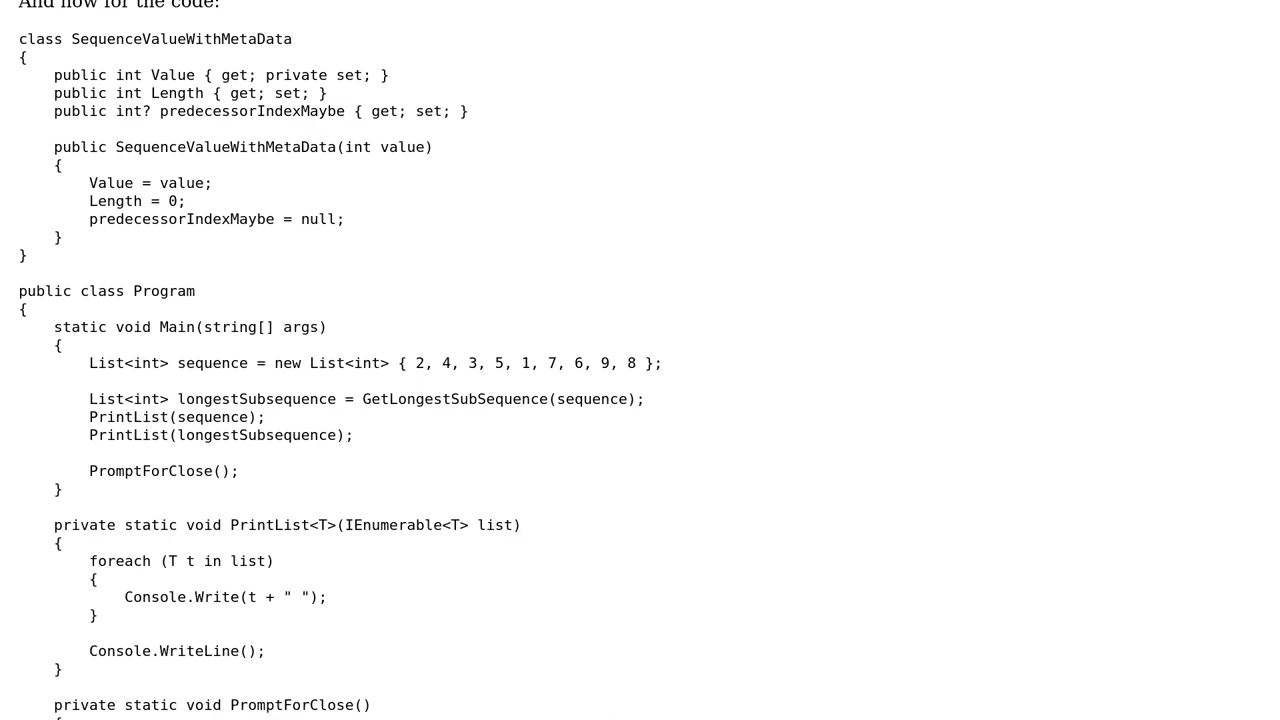 And now for the code:
class SequenceValueWithMetaData
{
    public int Value { get; private set; }
    public int Length { get; set; }
    public int? predecessorIndexMaybe { get; set; }

    public SequenceValueWithMetaData(int value)
    {
        Value = value;
        Length = 0;
        predecessorIndexMaybe = null;
    }
}

public class Program
{
    static void Main(string[] args)
    {
        List<int> sequence = new List<int> { 2, 4, 3, 5, 1, 7, 6, 9, 8 };

        List<int> longestSubsequence = GetLongestSubSequence(sequence);
        PrintList(sequence);
        PrintList(longestSubsequence);

        PromptForClose();
    }

    private static void PrintList<T>(IEnumerable<T> list)
    {
        foreach (T t in list)
        {
            Console.Write(t + " ");
        }

        Console.WriteLine();
    }

    private static void PromptForClose()
    {